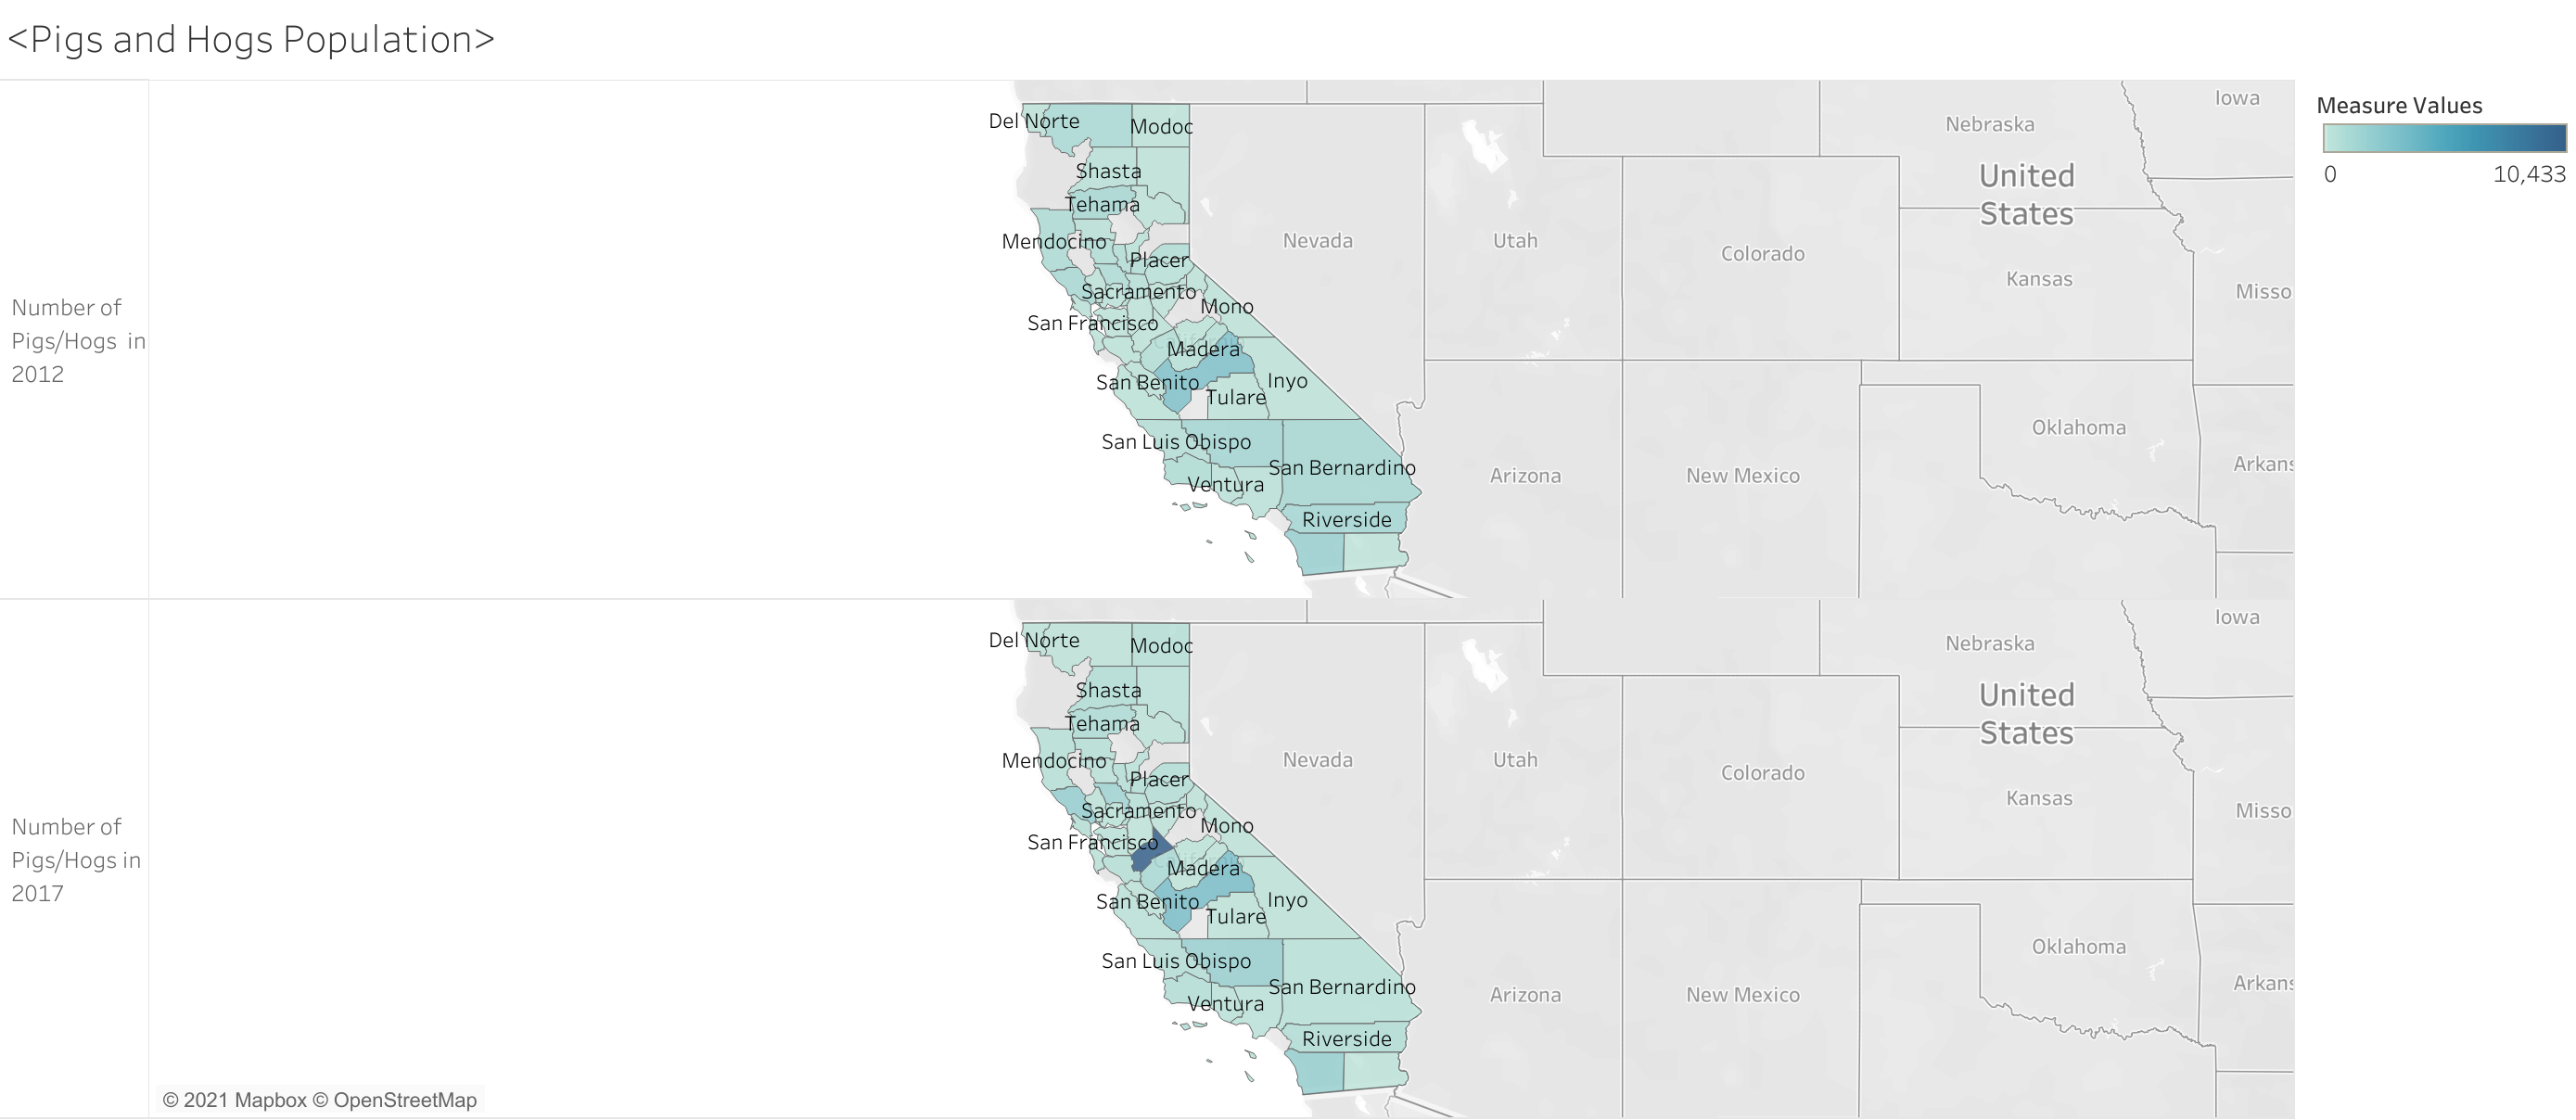 <Pigs and Hogs Population>
Number of
Pigs/Hogs in
2012
Del Norte
Modoc
Shasta
Tehama
Mendocino
Placer
Sacramento
Mono
San Francisco
Madera
San Benito
Inyo
Tulare
San Luis Obispo
San Bernardino
Ventura
Riverside
Nevada
Utah
Colorado
Nebraska
Iowa
United
States
Kansas
Misso
Oklahoma
Arkans
Arizona
New Mexico
Measure Values
0 10,433
Number of
Pigs/Hogs in
2017
Del Norte
Modoc
Shasta
Tehama
Mendocino
Placer
Sacramento
Mono
San Francisco
Madera
San Benito
Inyo
Tulare
San Luis Obispo
San Bernardino
Ventura
Riverside
Nevada
Utah
Colorado
Nebraska
Iowa
United
States
Kansas
Misso
Oklahoma
Arkans
Arizona
New Mexico
© 2021 Mapbox © OpenStreetMap